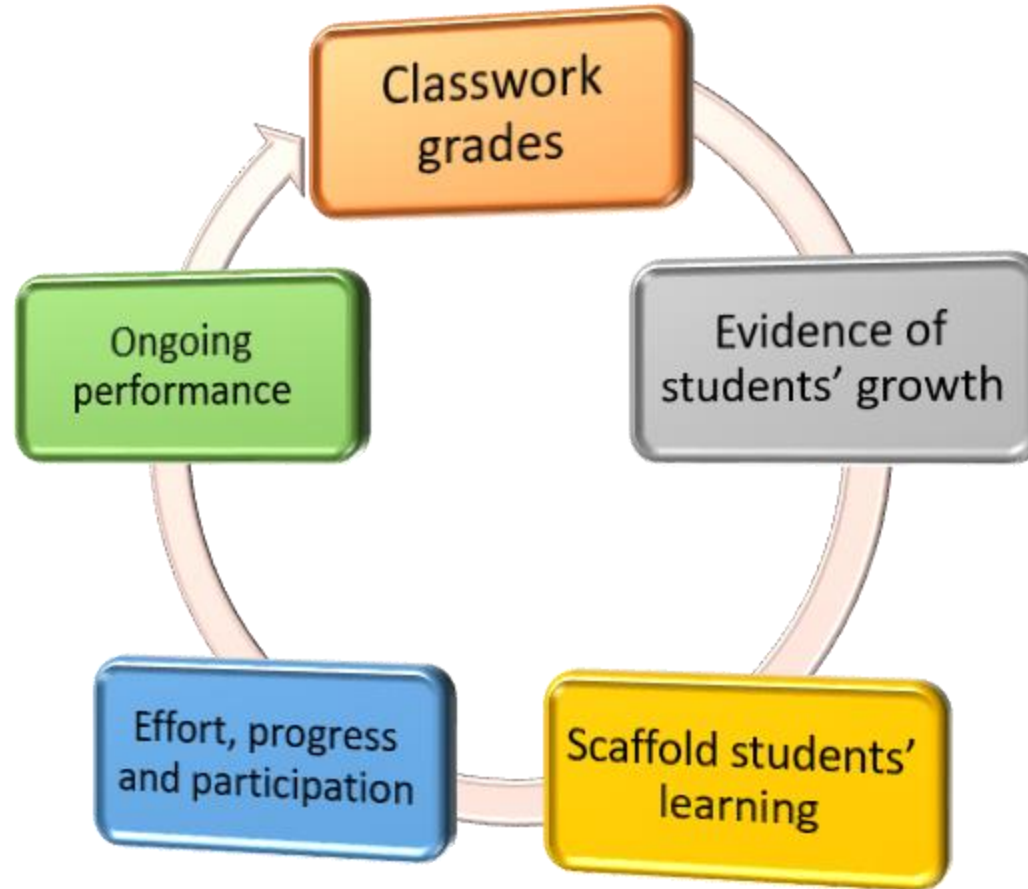 Classwork
grades
Evidence of
students’ growth
Scaffold students’
learning
Effort, progress
and participation
Ongoing
performance